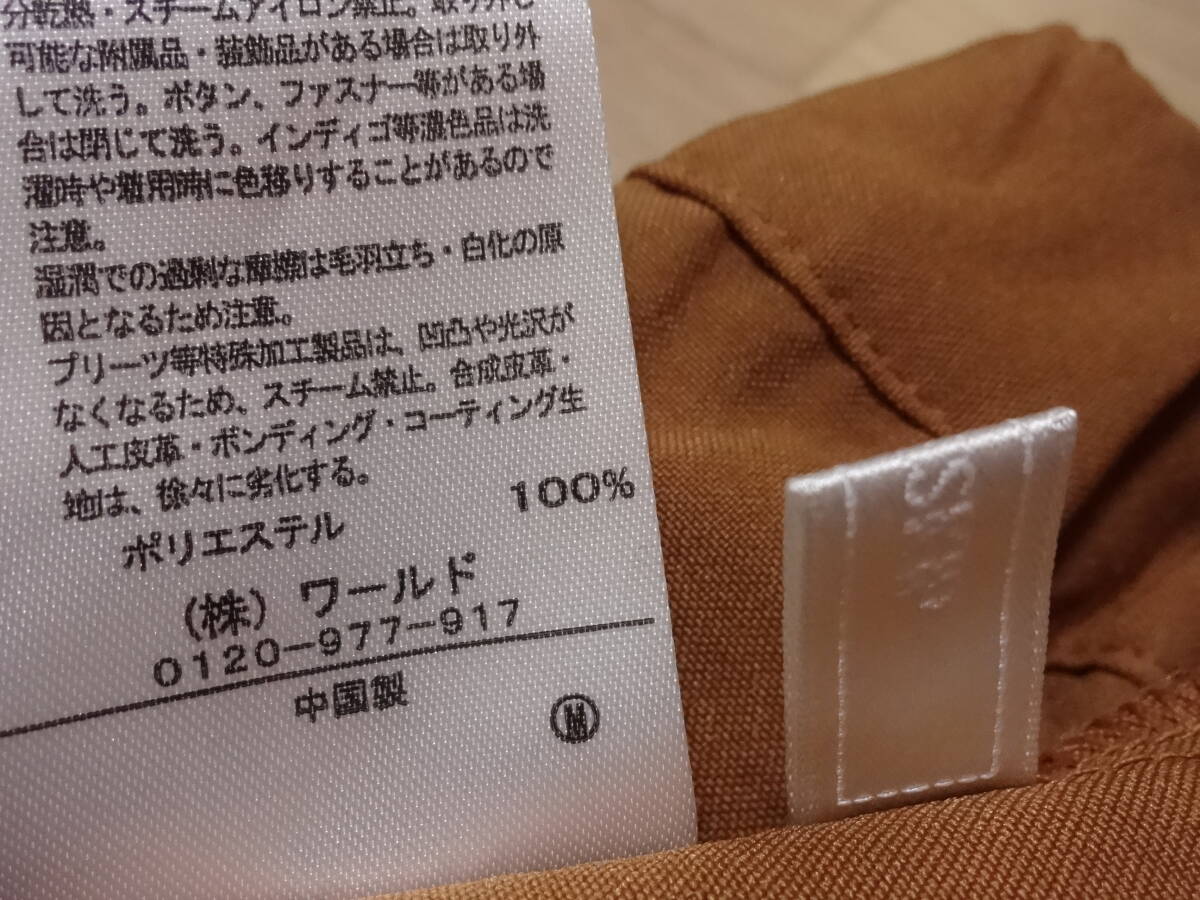 分乾燥・スチームアイロン禁止。取り外し
可能な附属品・装飾品がある場合は取り外
して洗う。ボタン、ファスナー等がある場
合は閉じて洗う。インディゴ等濃色品は洗
濯時や着用時に色移りすることがあるので
注意。
湿潤での過剰な摩擦は毛羽立ち・白化の原
因となるため注意。
プリーツ等特殊加工製品は、凹凸や光沢が
なくなるため、スチーム禁止。合成皮革・
人工皮革・ボンディング・コーティング生
地は、徐々に劣化する。
ポリエステル 100%
(株) ワールド
0120-977-917
中国製
Ⓜ